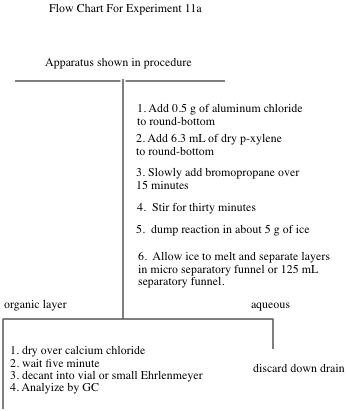 Flow Chart For Experiment 11a
Apparatus shown in procedure
1. Add 0.5 g of aluminum chloride
to round-bottom
2. Add 6.3 mL of dry p-xylene
to round-bottom
3. Slowly add bromopropane over
15 minutes
4. Stir for thirty minutes
5. dump reaction in about 5 g of ice
6. Allow ice to melt and separate layers
in micro separatory funnel or 125 mL
separatory funnel.
organic layer
aqueous
1. dry over calcium chloride
2. wait five minute
3. decant into vial or small Ehrlenmeyer
4. Analyize by GC
discard down drain